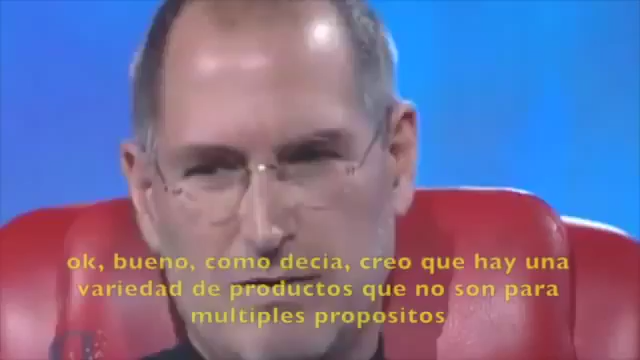 ok, bueno, como decia, creo que hay una
variedad de productos que no son para
multiples propositos